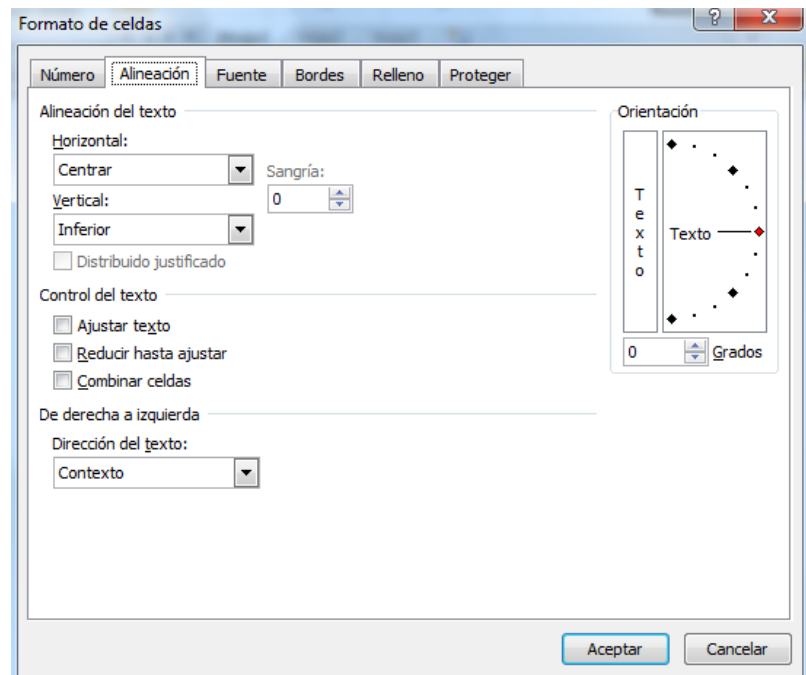 Formato de celdas
Número Alineación Fuente Bordes Relleno Proteger
Alineación del texto
Horizontal:
Centrar
Sangría:
0
Vertical:
Inferior
Distribuido justificado
Control del texto
Ajustar texto
Reducir hasta ajustar
Combinar celdas
De derecha a izquierda
Dirección del texto:
Contexto
Orientación
Texto
Texto
0 Grados
Aceptar Cancelar